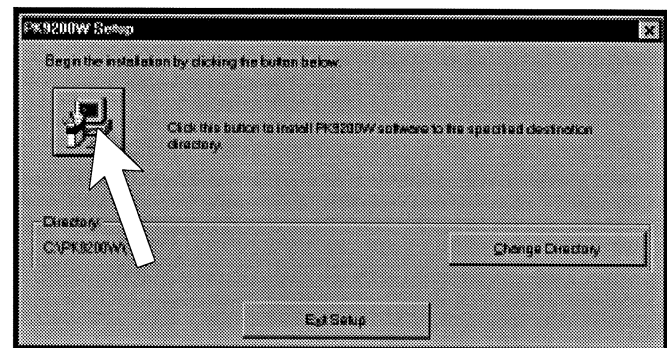 PK9200W Setup
Begin the installation by clicking the button below.
Click this button to install PK9200W software to the specified destination
directory.
Directory:
C:\PK9200W\
Change Directory
Exit Setup